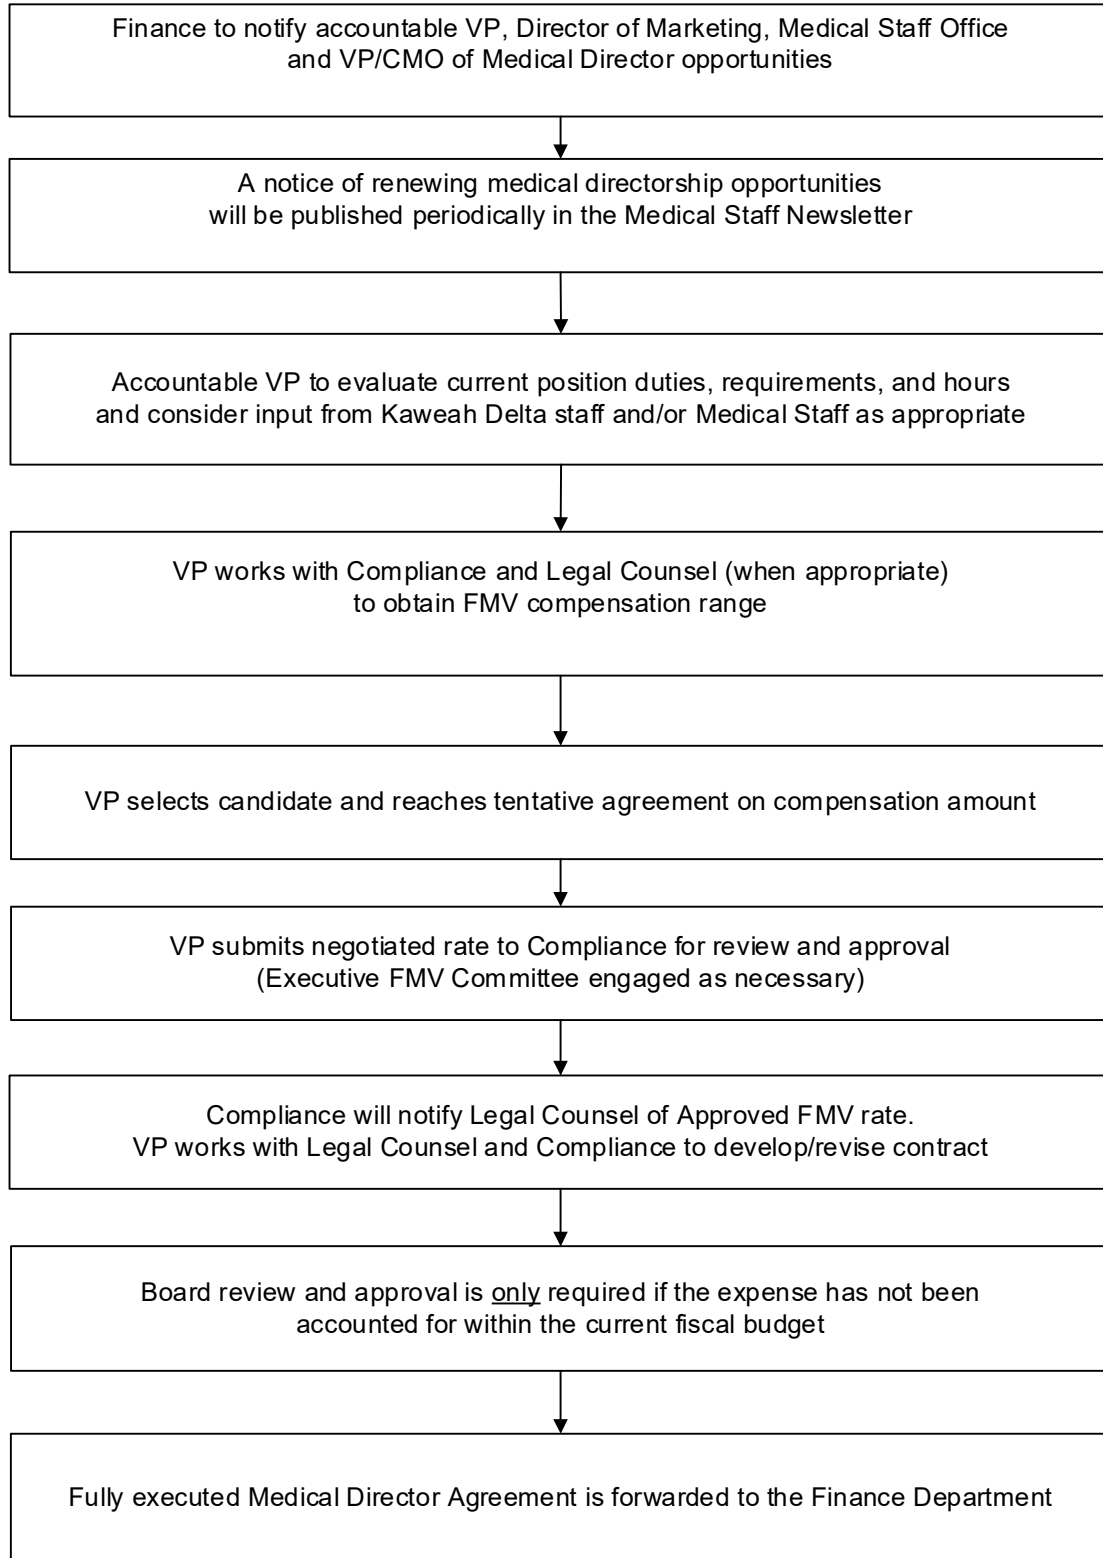 Finance to notify accountable VP, Director of Marketing, Medical Staff Office
and VP/CMO of Medical Director opportunities
A notice of renewing medical directorship opportunities
will be published periodically in the Medical Staff Newsletter
Accountable VP to evaluate current position duties, requirements, and hours
and consider input from Kaweah Delta staff and/or Medical Staff as appropriate
VP works with Compliance and Legal Counsel (when appropriate)
to obtain FMV compensation range
VP selects candidate and reaches tentative agreement on compensation amount
VP submits negotiated rate to Compliance for review and approval
(Executive FMV Committee engaged as necessary)
Compliance will notify Legal Counsel of Approved FMV rate.
VP works with Legal Counsel and Compliance to develop/revise contract
Board review and approval is only required if the expense has not been
accounted for within the current fiscal budget
Fully executed Medical Director Agreement is forwarded to the Finance Department